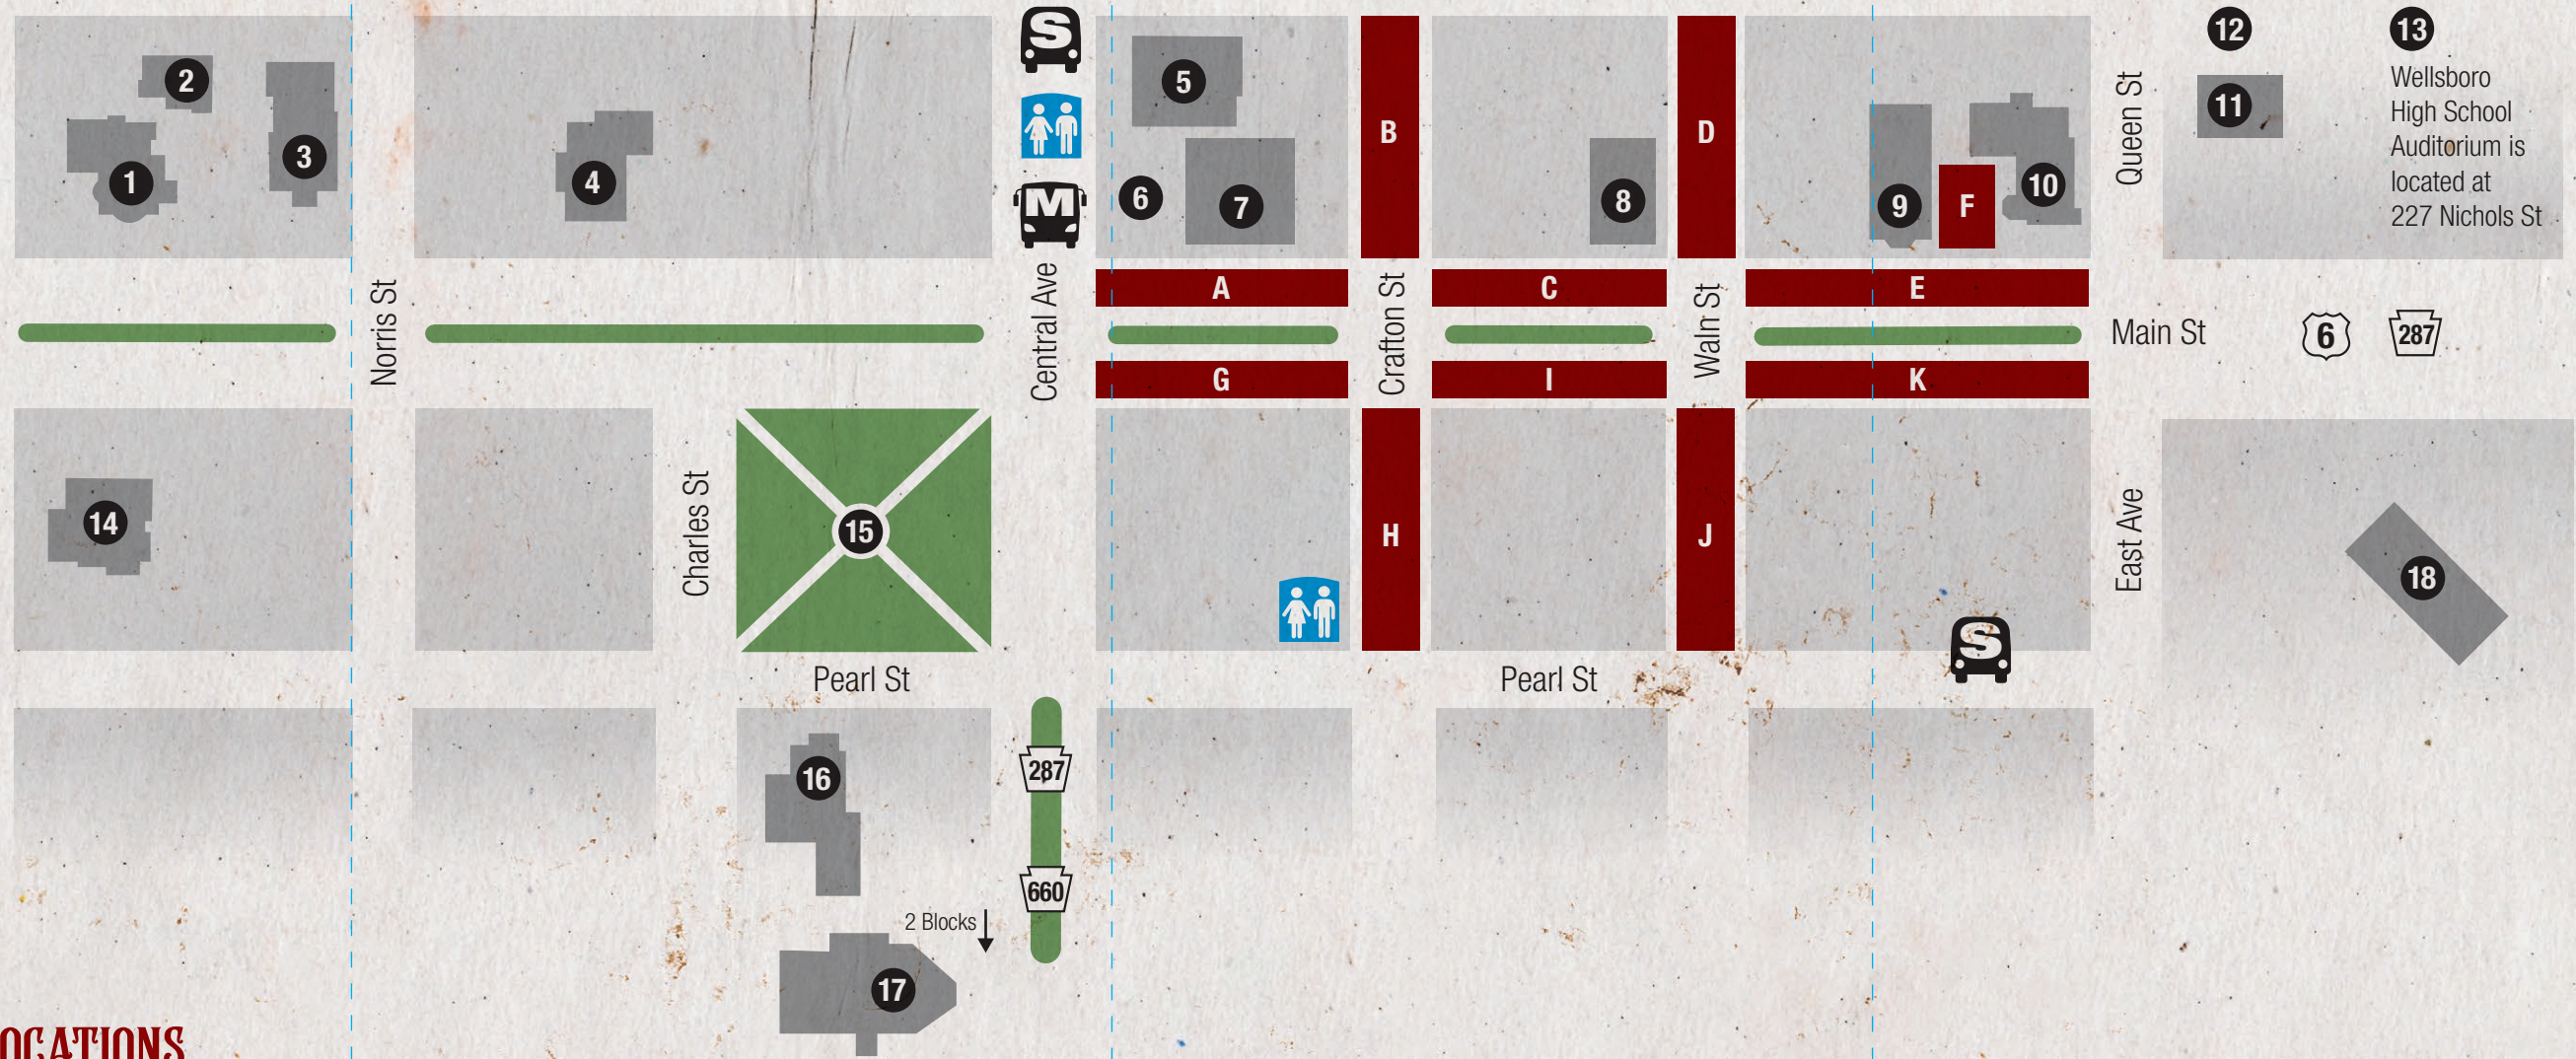 S
12
13
2
5
Wellsboro
High School
Auditorium is
located at
227 Nichols St
11
B
D
Queen St
3
1
4
M
6
7
8
9
F
10
A
C
E
Norris St
Central Ave
Crafton St
Waln St
Main St
6
287
G
I
K
14
Charles St
15
H
J
East Ave
18
S
Pearl St
Pearl St
16
287
660
2 Blocks
17
OCATIONS